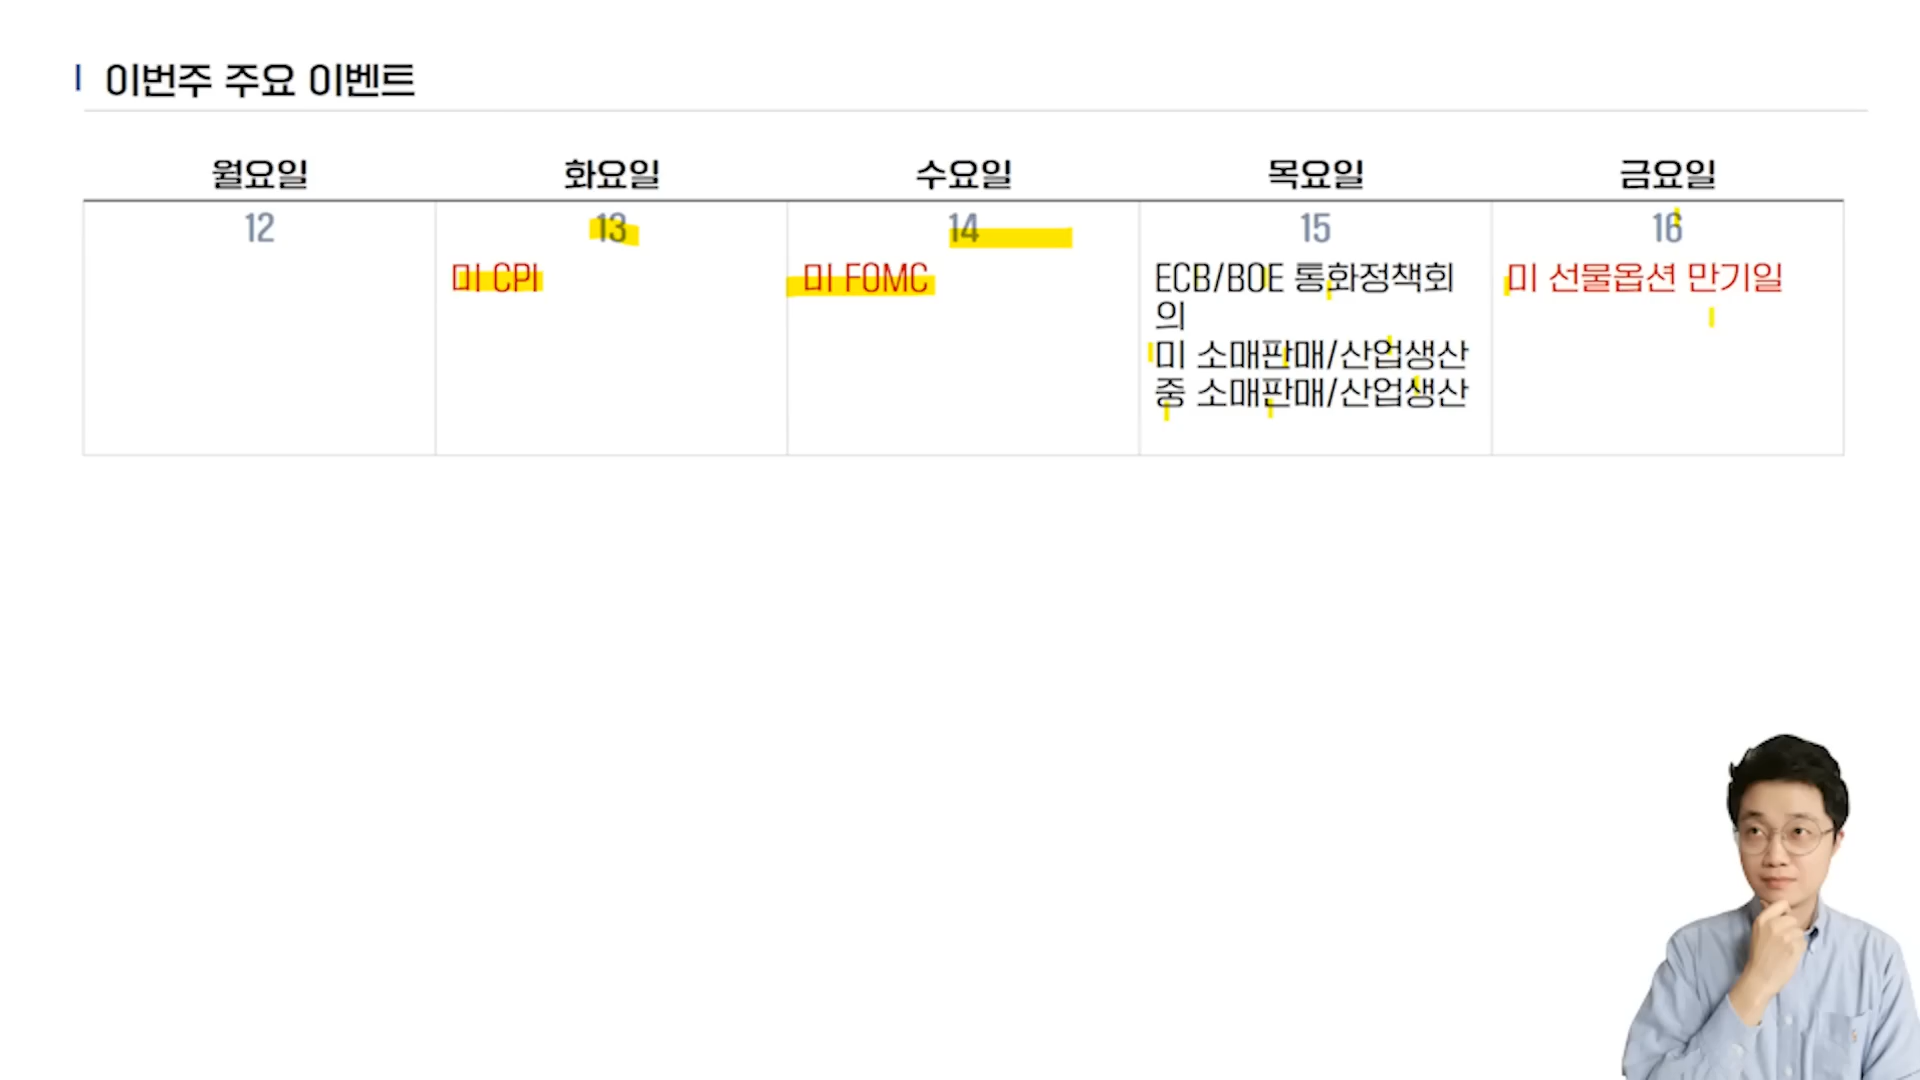 이번주 주요 이벤트
월요일 화요일 수요일 목요일 금요일
12 13 14 15 16
미 CPI
미 FOMC
ECB/BOE 통화정책회
의
미 소매판매/산업생산
중 소매판매/산업생산
미 선물옵션 만기일